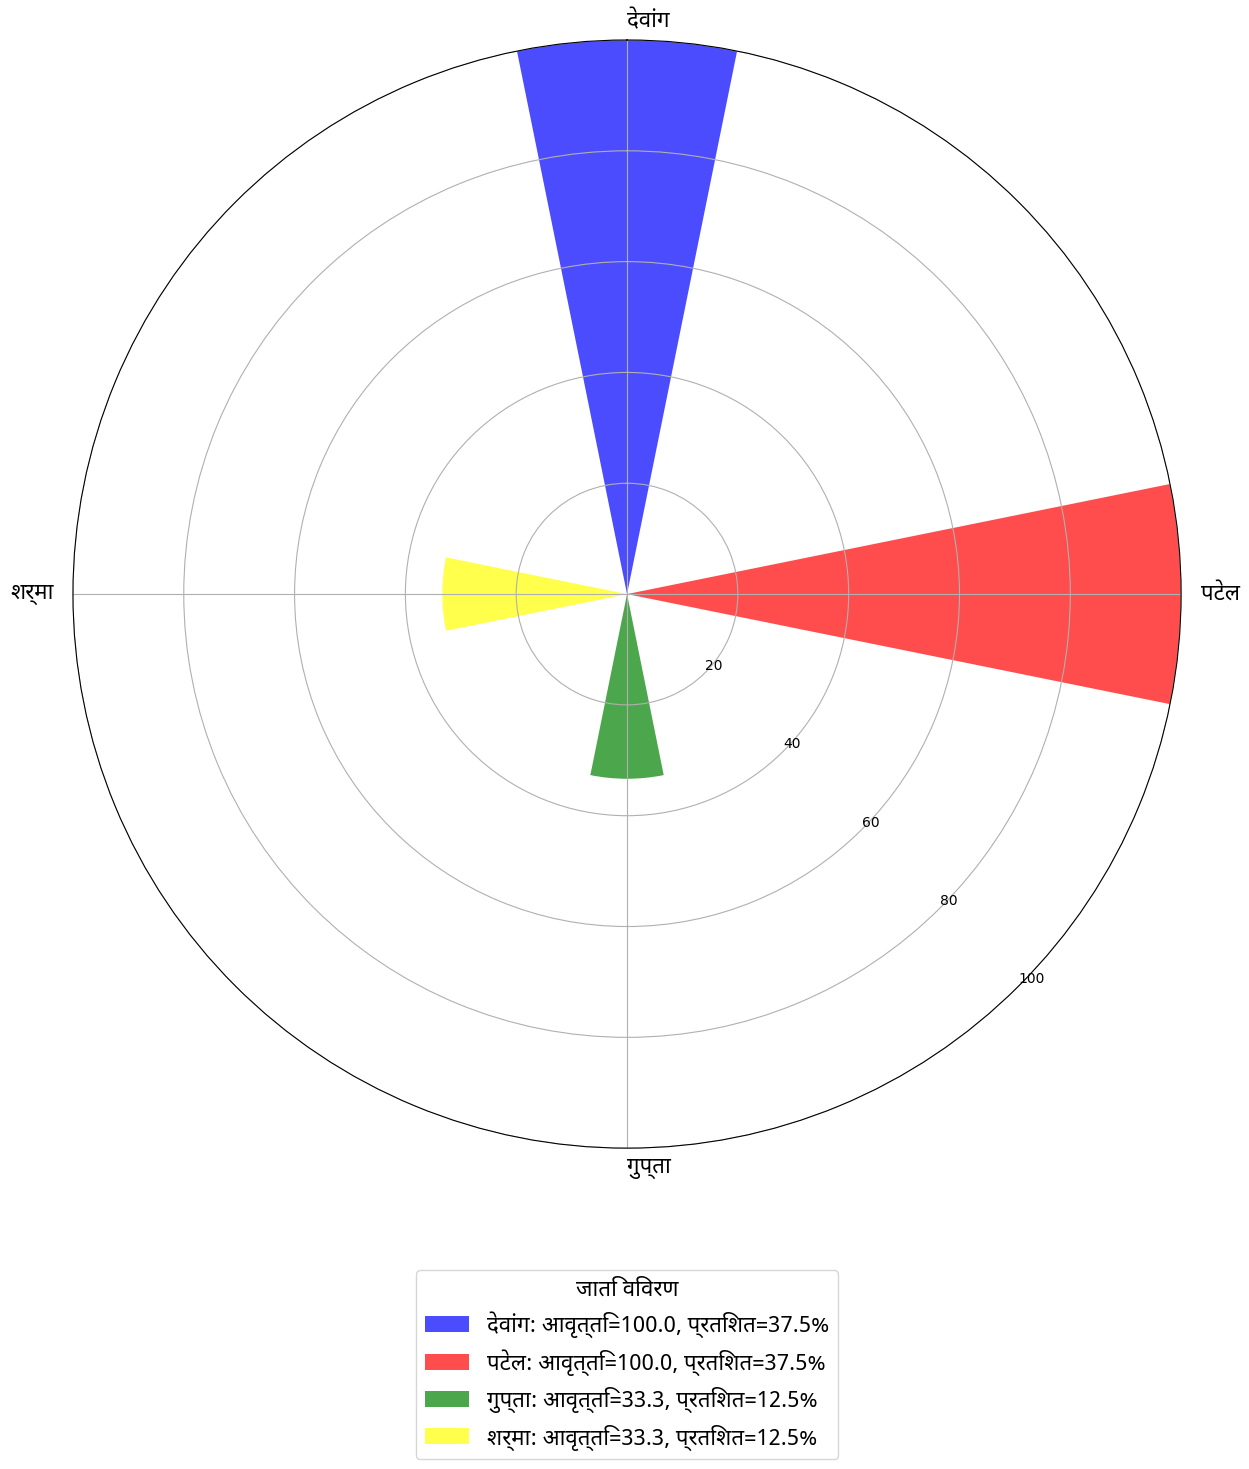 देवांग
शर्मा
पटेल
20
40
60
80
100
गुप्ता
जाति विवरण
देवांग: आवृत्ति=100.0, प्रतिशत=37.5%
पटेल: आवृत्ति=100.0, प्रतिशत=37.5%
गुप्ता: आवृत्ति=33.3, प्रतिशत=12.5%
शर्मा: आवृत्ति=33.3, प्रतिशत=12.5%